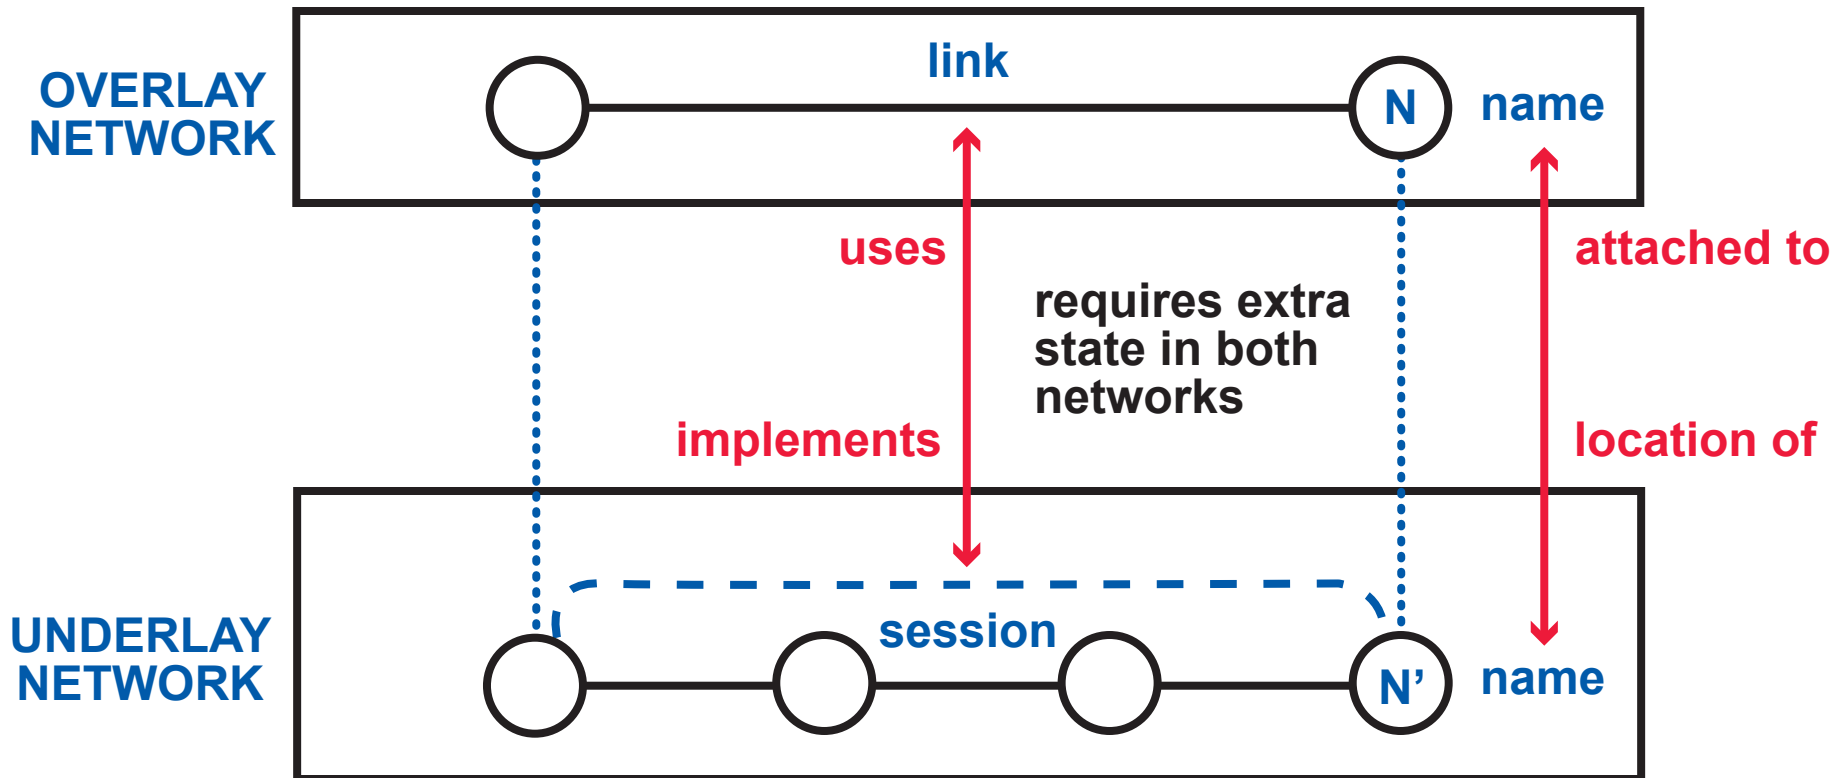 OVERLAY
NETWORK
link
N
name
uses
attached to
requires extra
state in both
networks
implements
location of
UNDERLAY
NETWORK
session
N’
name